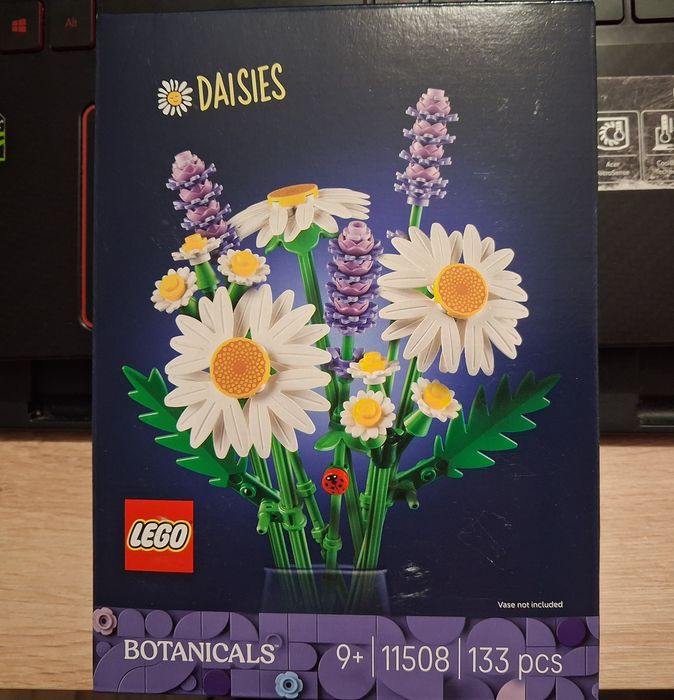 Alt
DAISIES
Acer
LEGO
Vase not included
BOTANICALS
9+ | 11508 | 133 pcs